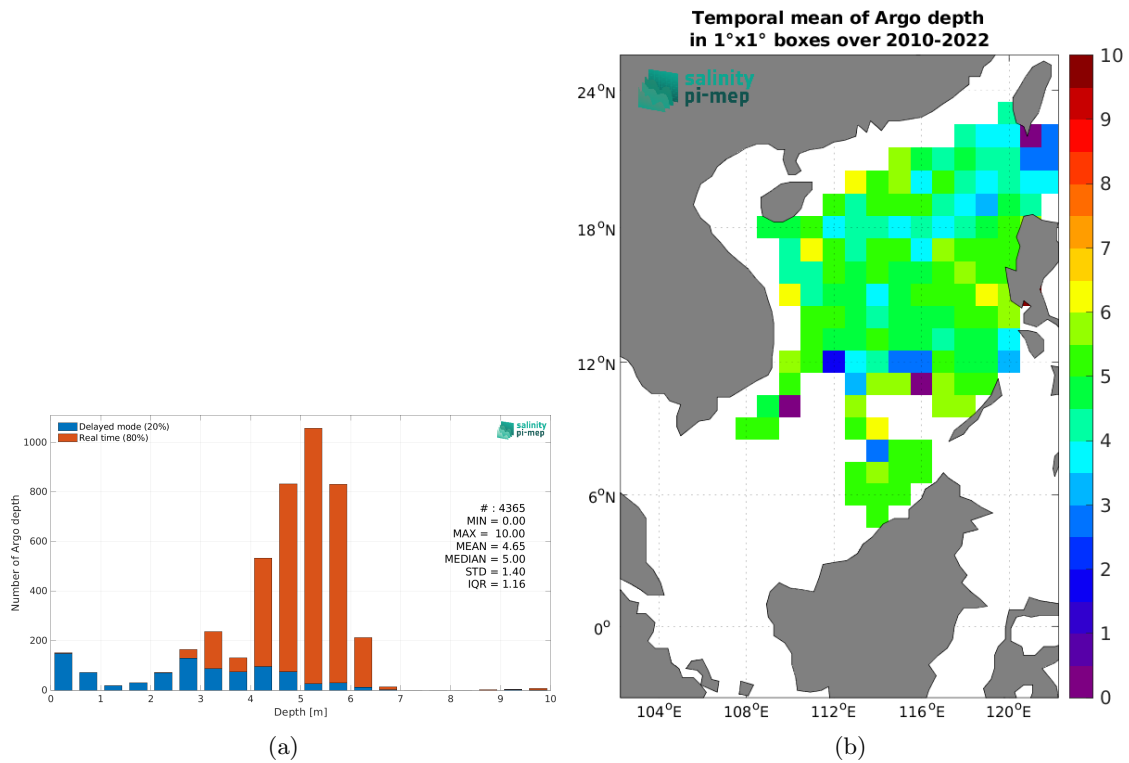 Delayed mode (20%)
Real time (80%)
salinity
pi-mep
1000
800
600
400
200
0
Number of Argo depth
# : 4365
MIN = 0.00
MAX = 10.00
MEAN = 4.65
MEDIAN = 5.00
STD = 1.40
IQR = 1.16
0 1 2 3 4 5 6 7 8 9 10
Depth [m]
(a)
Temporal mean of Argo depth
in 1°x1° boxes over 2010-2022
salinity
pi-mep
24°N
18°N
12°N
6°N
0°
104°E 108°E 112°E 116°E 120°E
10
9
8
7
6
5
4
3
2
1
0
(b)